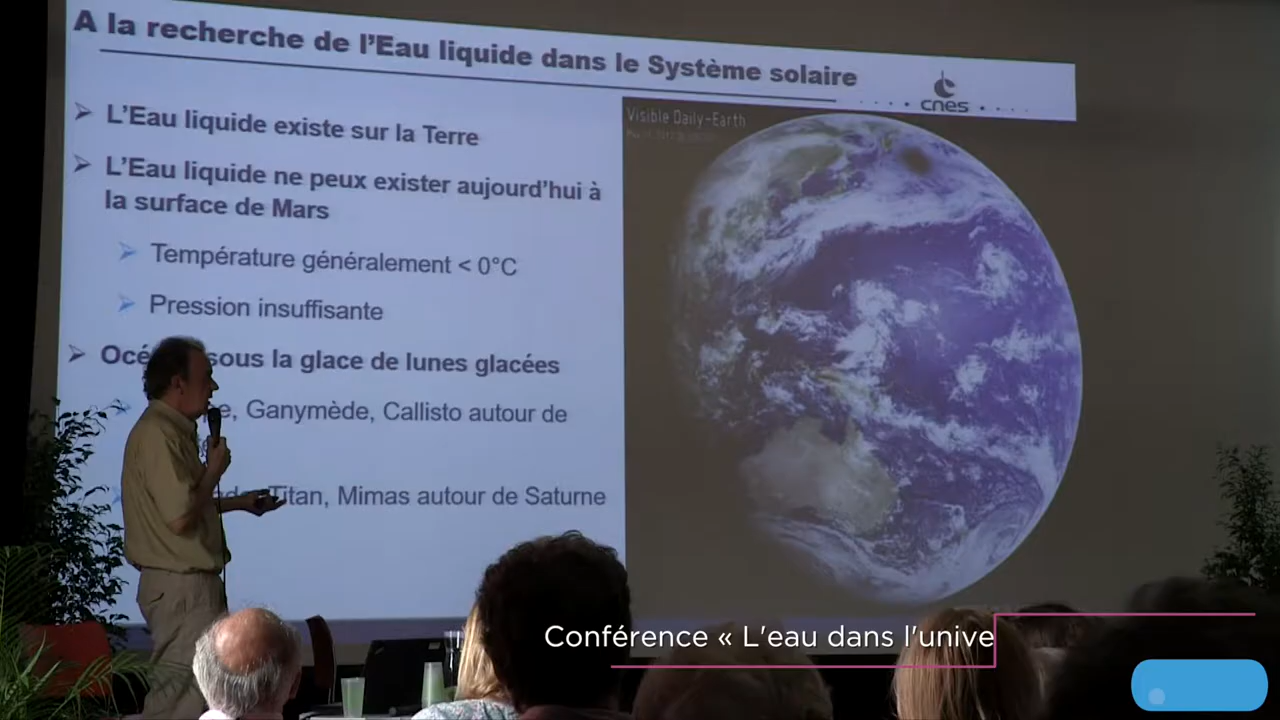 A la recherche de l'Eau liquide dans le Système solaire
cnes
L'Eau liquide existe sur la Terre
L'Eau liquide ne peux exister aujourd'hui à
la surface de Mars
Température généralement < 0°C
Pression insuffisante
sous la glace de lunes glacées
Ganymède, Callisto autour de
Titan, Mimas autour de Saturne
Visible Daily-Earth
Conférence « L'eau dans l'unive